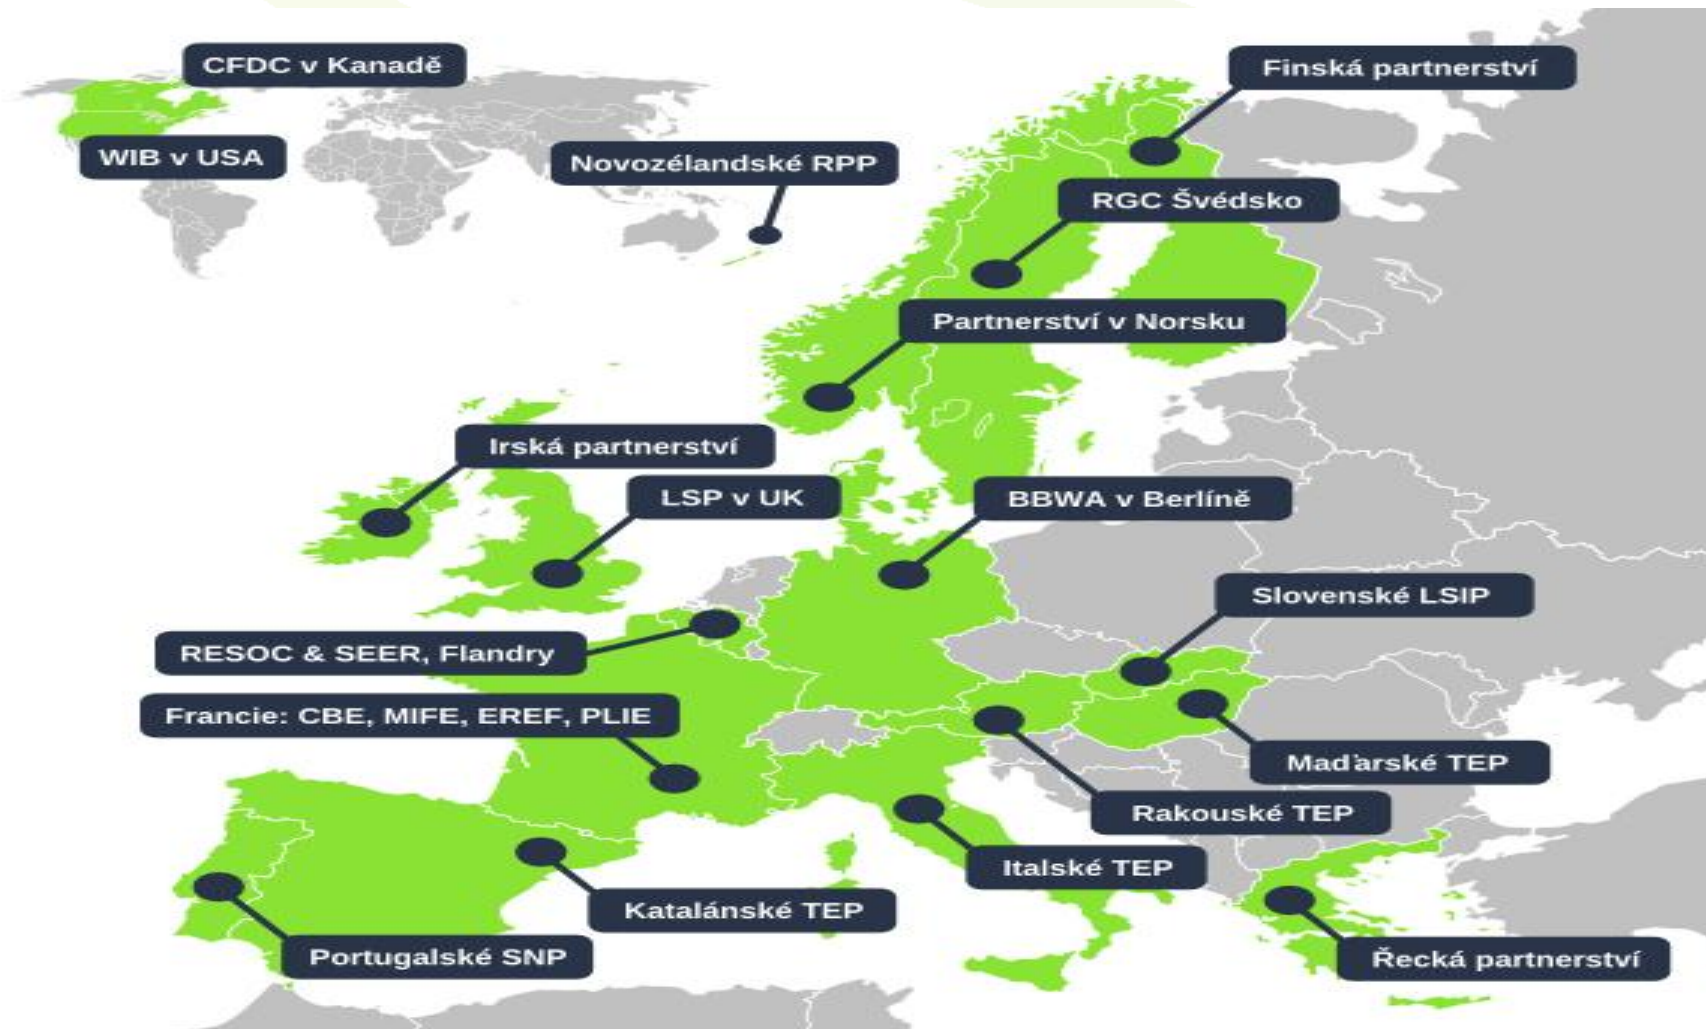 CFDC v Kanadě
Finská partnerství
WIB v USA
Novozélandské RPP
RGC Švédsko
Partnerství v Norsku
Irská partnerství
LSP v UK
BBWA v Berlíně
Slovenské LSIP
RESOC & SEER, Flandry
Francie: CBE, MIFE, EREF, PLIE
Maďarské TEP
Rakouské TEP
Italské TEP
Katalánské TEP
Portugalské SNP
Řecká partnerství